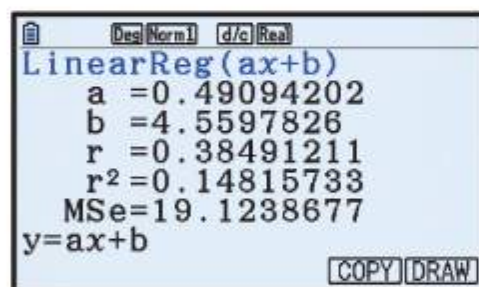 Deg Norm1 d/c Real
LinearReg(ax+b)
a =0.49094202
b =4.5597826
r =0.38491211
r²=0.14815733
MSe=19.1238677
y=ax+b
COPY DRAW